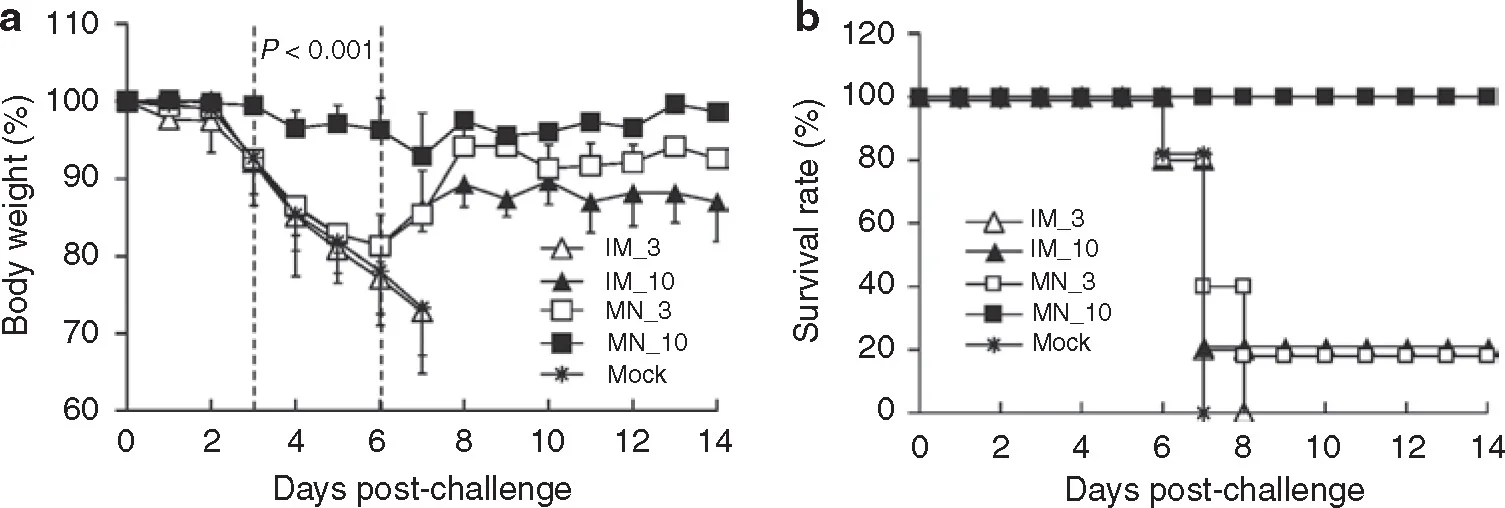 a
110
100
90
80
70
60
Body weight (%)
P < 0.001
IM_3
IM_10
MN_3
MN_10
Mock
0 2 4 6 8 10 12 14
Days post-challenge
b
120
100
80
60
40
20
0
Survival rate (%)
IM_3
IM_10
MN_3
MN_10
Mock
0 2 4 6 8 10 12 14
Days post-challenge